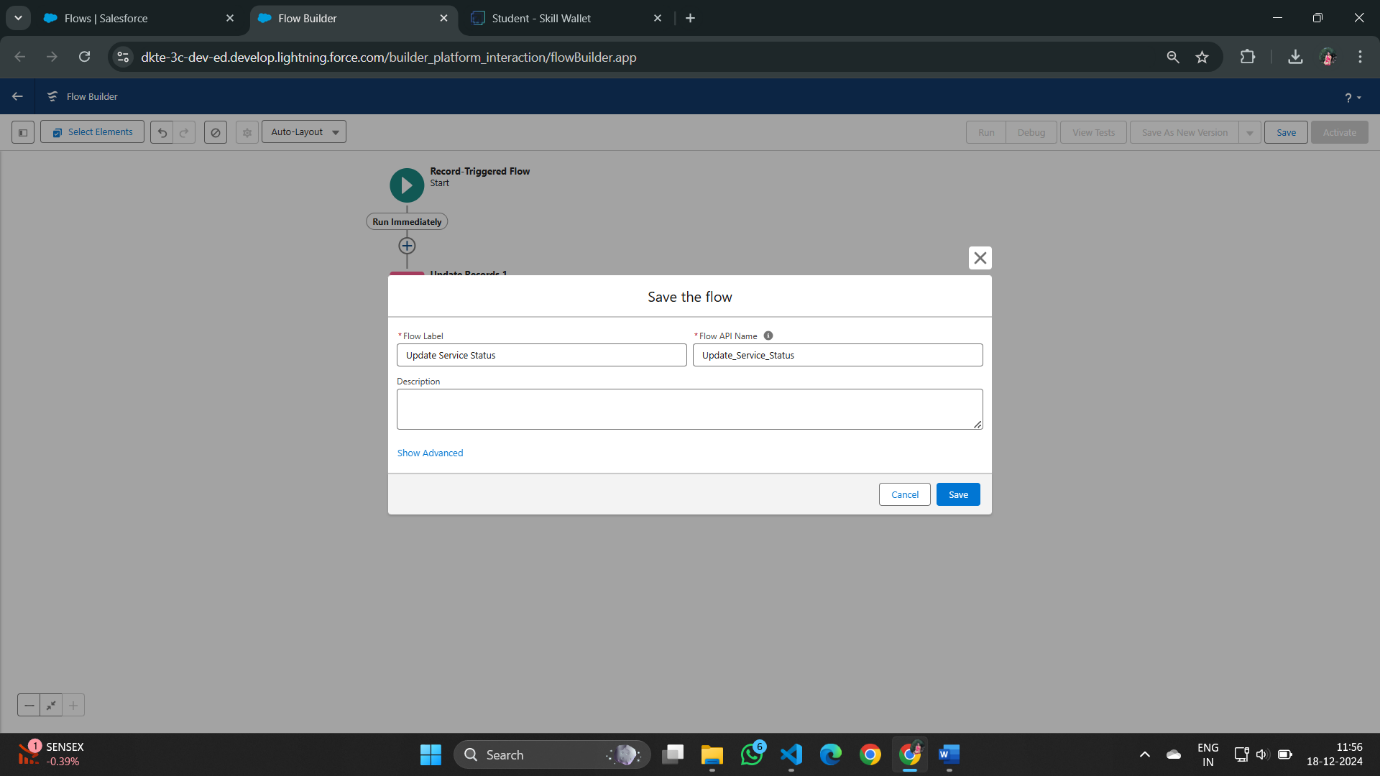 Flows | Salesforce
Flow Builder
Student - Skill Wallet
dkte-3c-dev-ed.develop.lightning.force.com/builder_platform_interaction/flowBuilder.app
Flow Builder
?
Select Elements
Auto-Layout
Run
Debug
View Tests
Save As New Version
Save
Activate
Record-Triggered Flow
Start
Run Immediately
Update Records 1
Save the flow
* Flow Label
* Flow API Name
Update Service Status
Update_Service_Status
Description
Show Advanced
Cancel
Save
1
SENSEX
-0.39%
Search
6
ENG
IN
11:56
18-12-2024